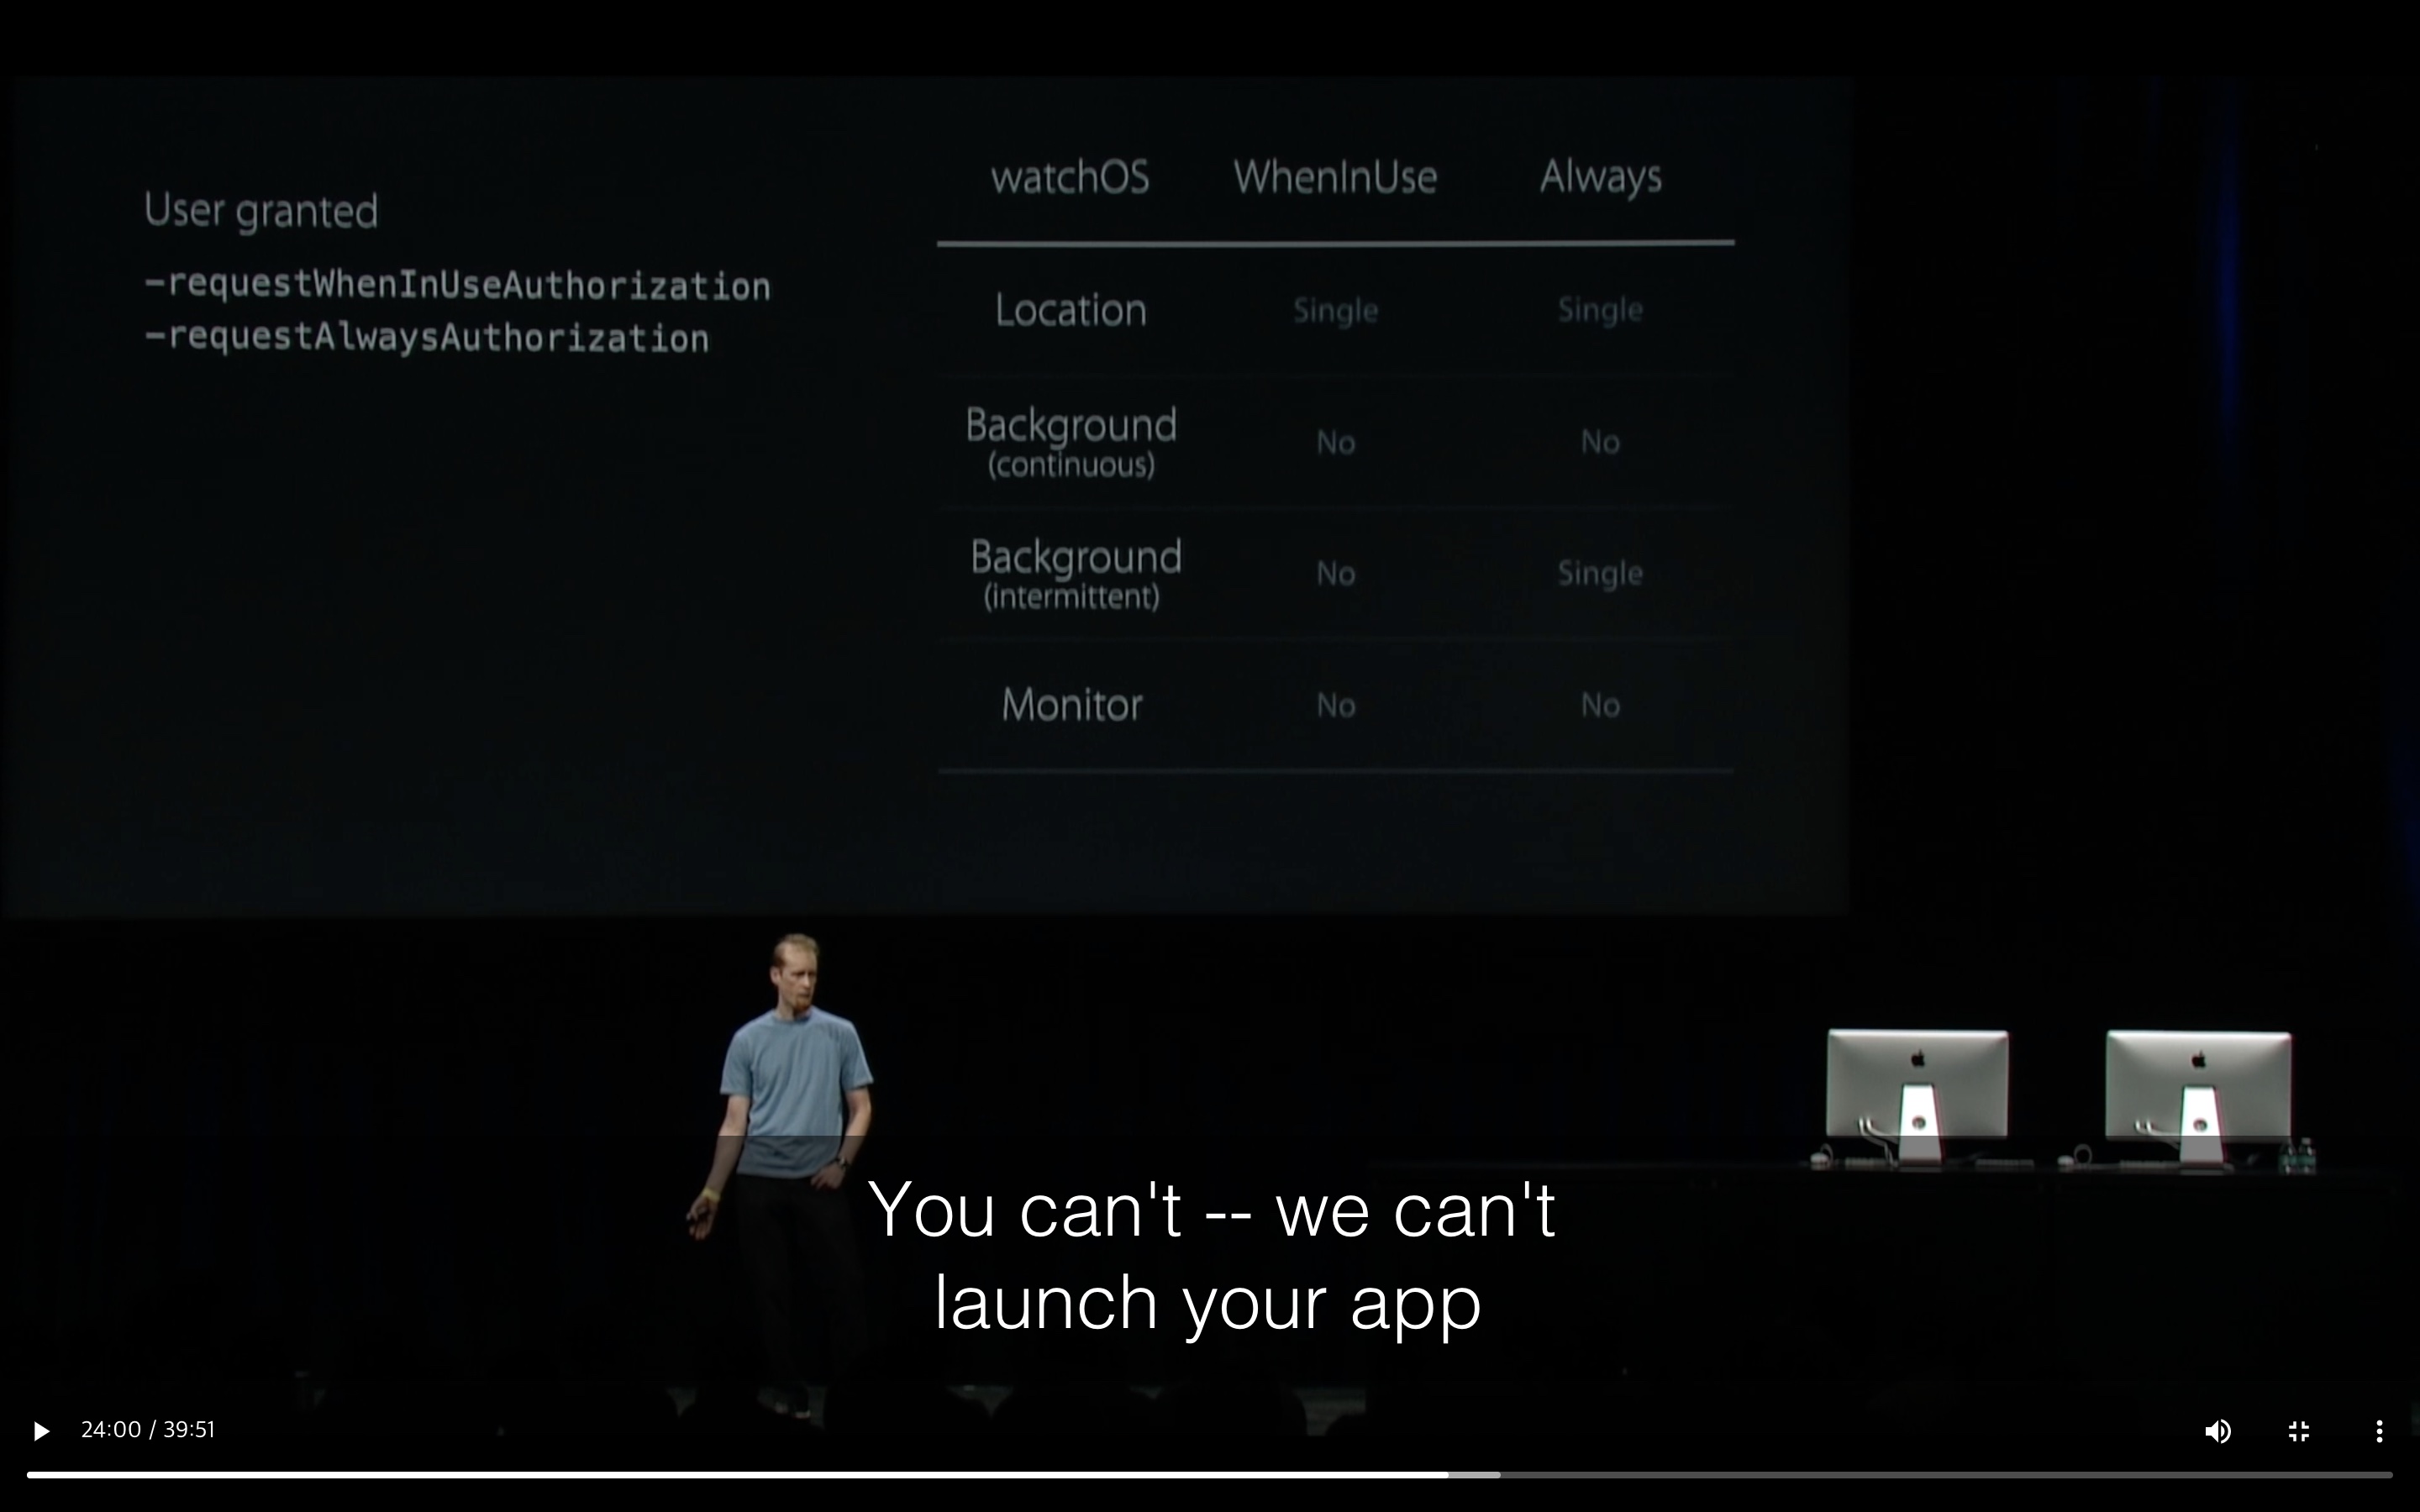 User granted
–requestWhenInUseAuthorization
–requestAlwaysAuthorization
watchOS WhenInUse Always
Location Single Single
Background
(continuous) No No
Background
(intermittent) No Single
Monitor No No
You can't -- we can't
launch your app
24:00 / 39:51